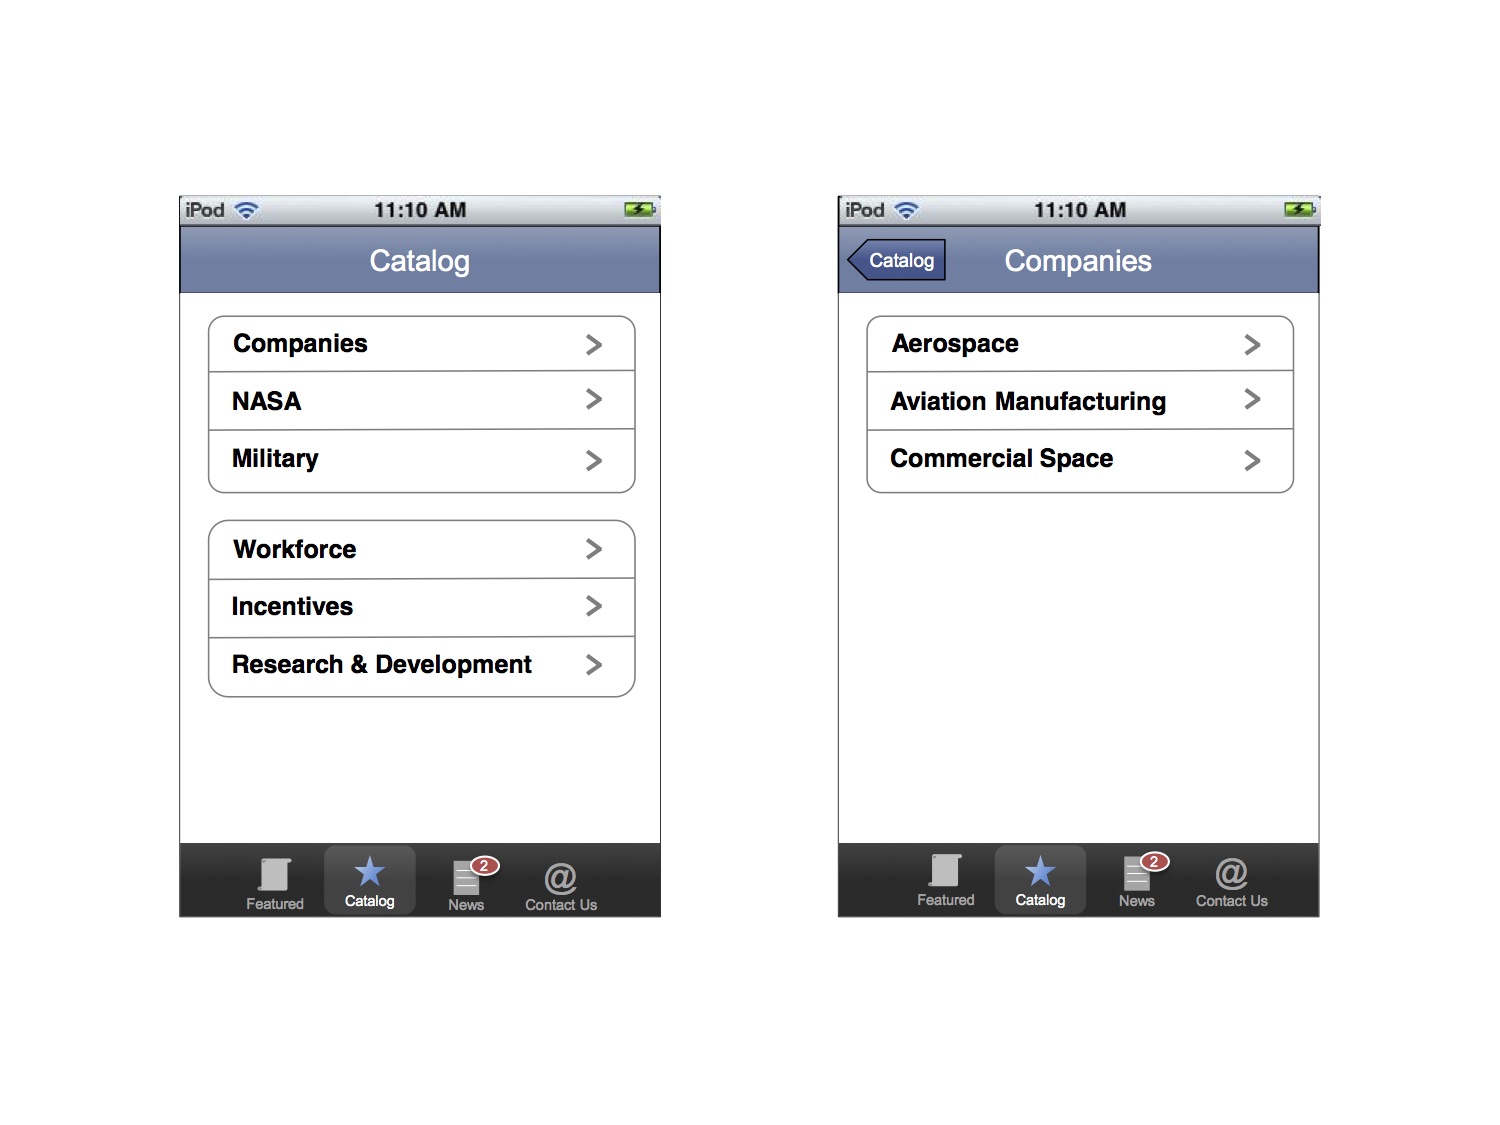 iPod 11:10 AM
Catalog
Companies
NASA
Military
Workforce
Incentives
Research & Development
Featured Catalog News 2 @ Contact Us
iPod 11:10 AM
Catalog Companies
Aerospace
Aviation Manufacturing
Commercial Space
Featured Catalog News 2 @ Contact Us